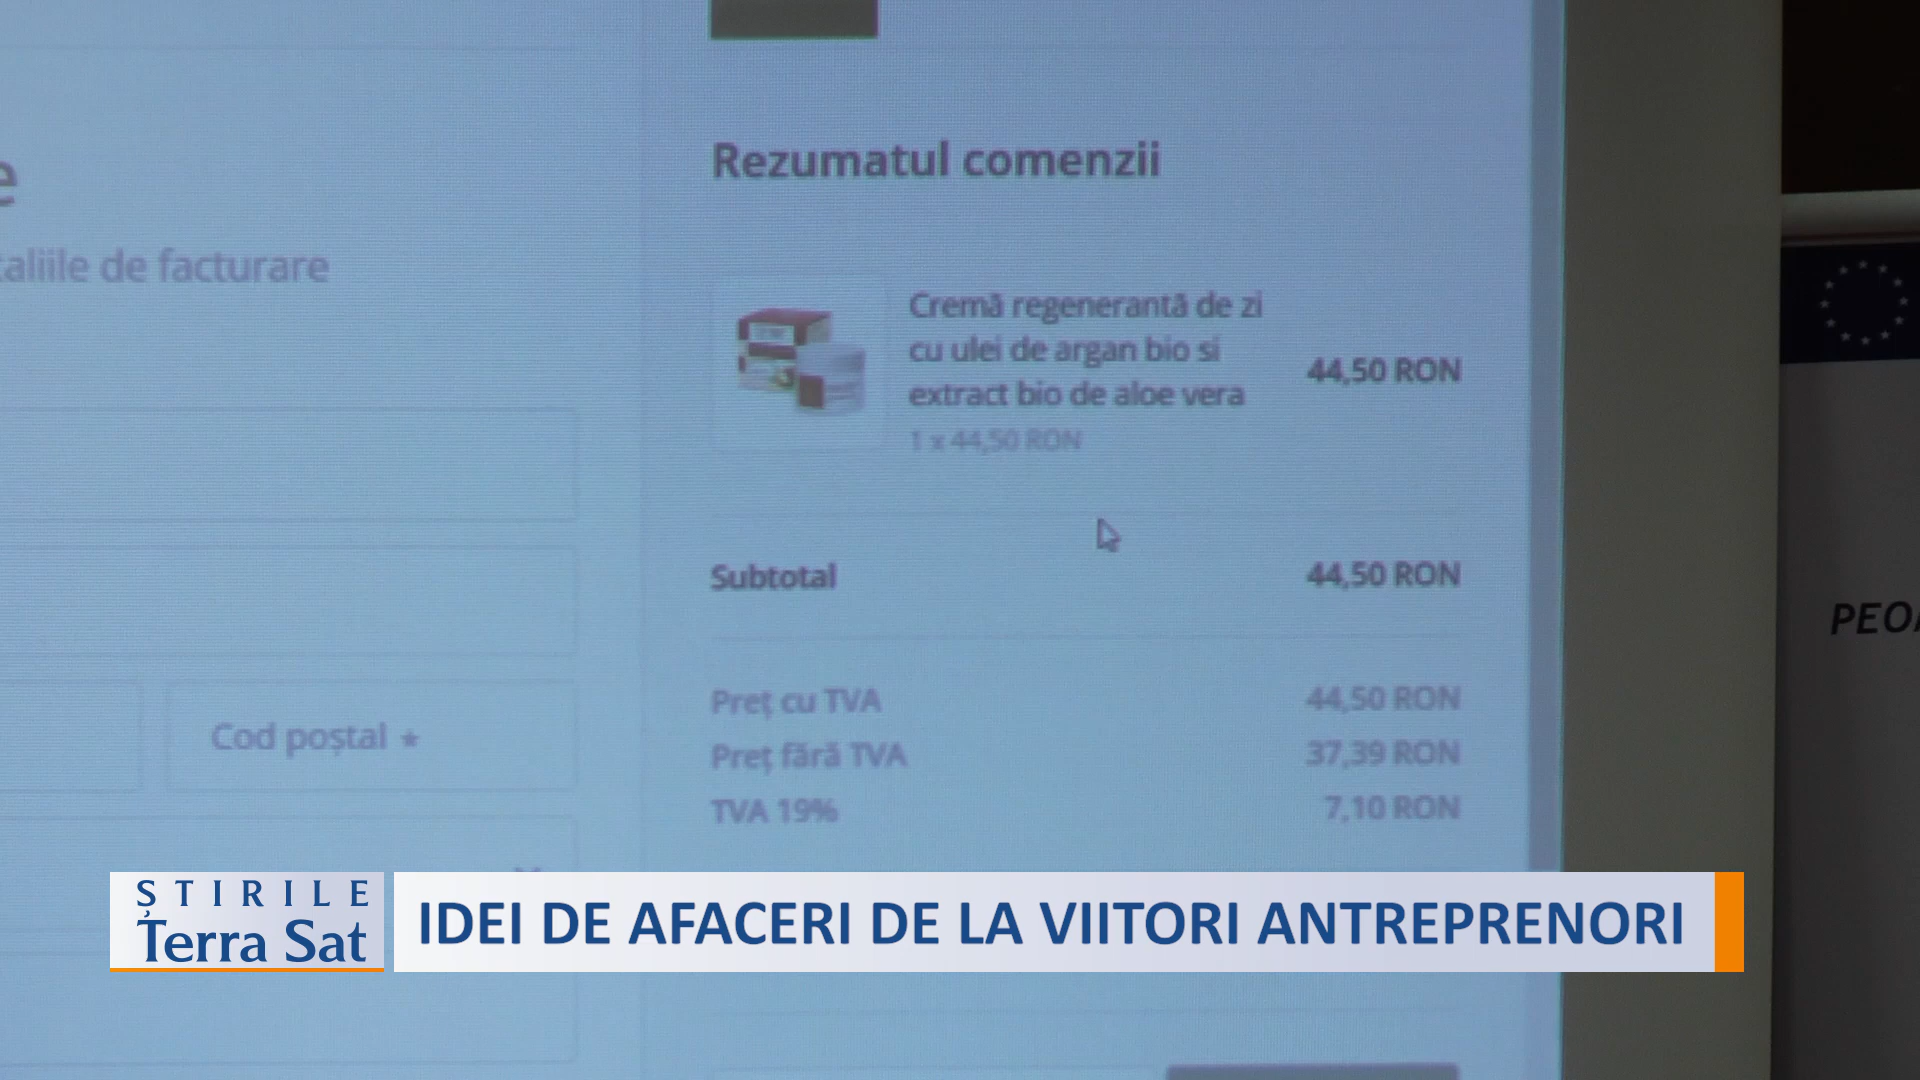 Rezumatul comenzii
de facturare
Cremă regenerantă de zi
cu ulei de argan bio si
extract bio de aloe vera
44,50 RON
1 x 44,50 RON
Subtotal
44,50 RON
Cod poștal *
Preț cu TVA
44,50 RON
Preț fără TVA
37,39 RON
TVA 19%
7,10 RON
PEO
ȘTIRILE
Terra Sat
IDEI DE AFACERI DE LA VIITORI ANTREPRENORI